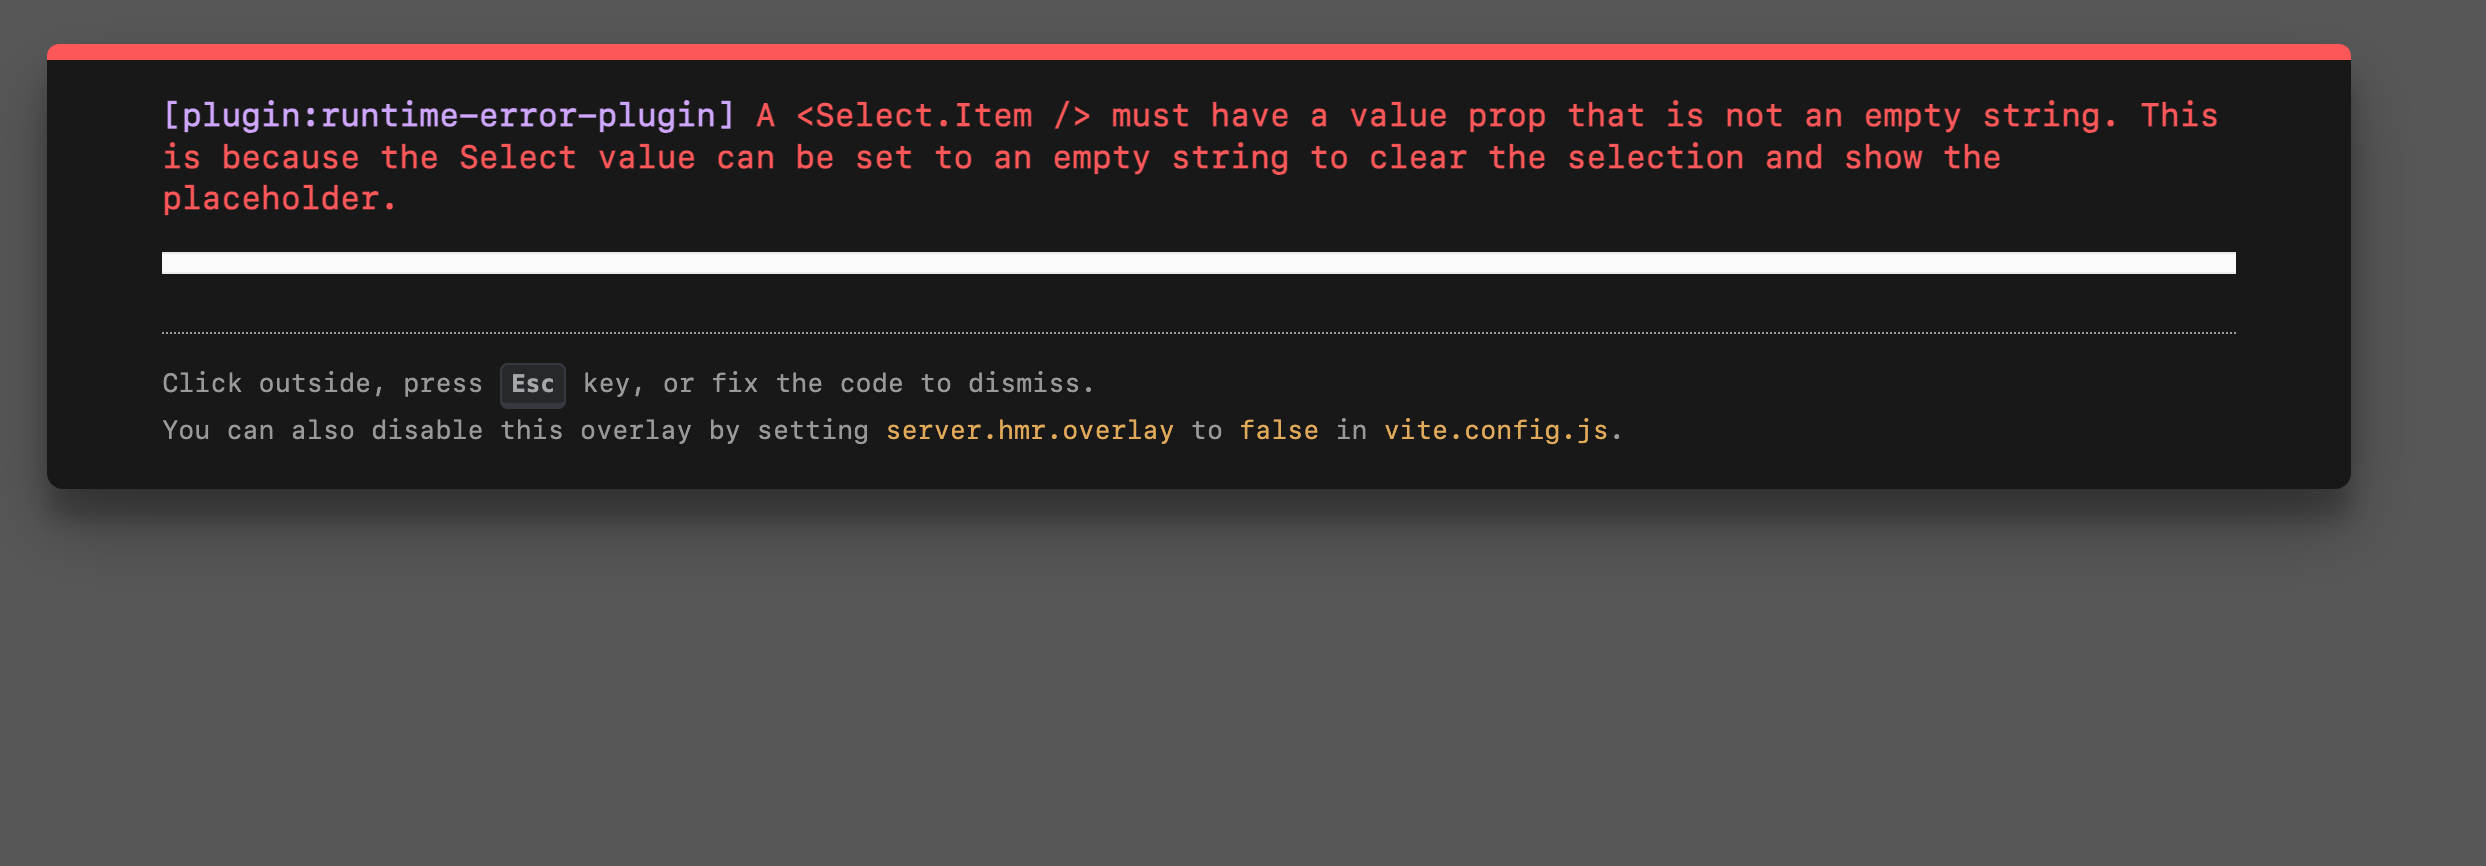 [plugin:runtime-error-plugin] A <Select.Item /> must have a value prop that is not an empty string. This
is because the Select value can be set to an empty string to clear the selection and show the
placeholder.
Click outside, press Esc key, or fix the code to dismiss.
You can also disable this overlay by setting server.hmr.overlay to false in vite.config.js.